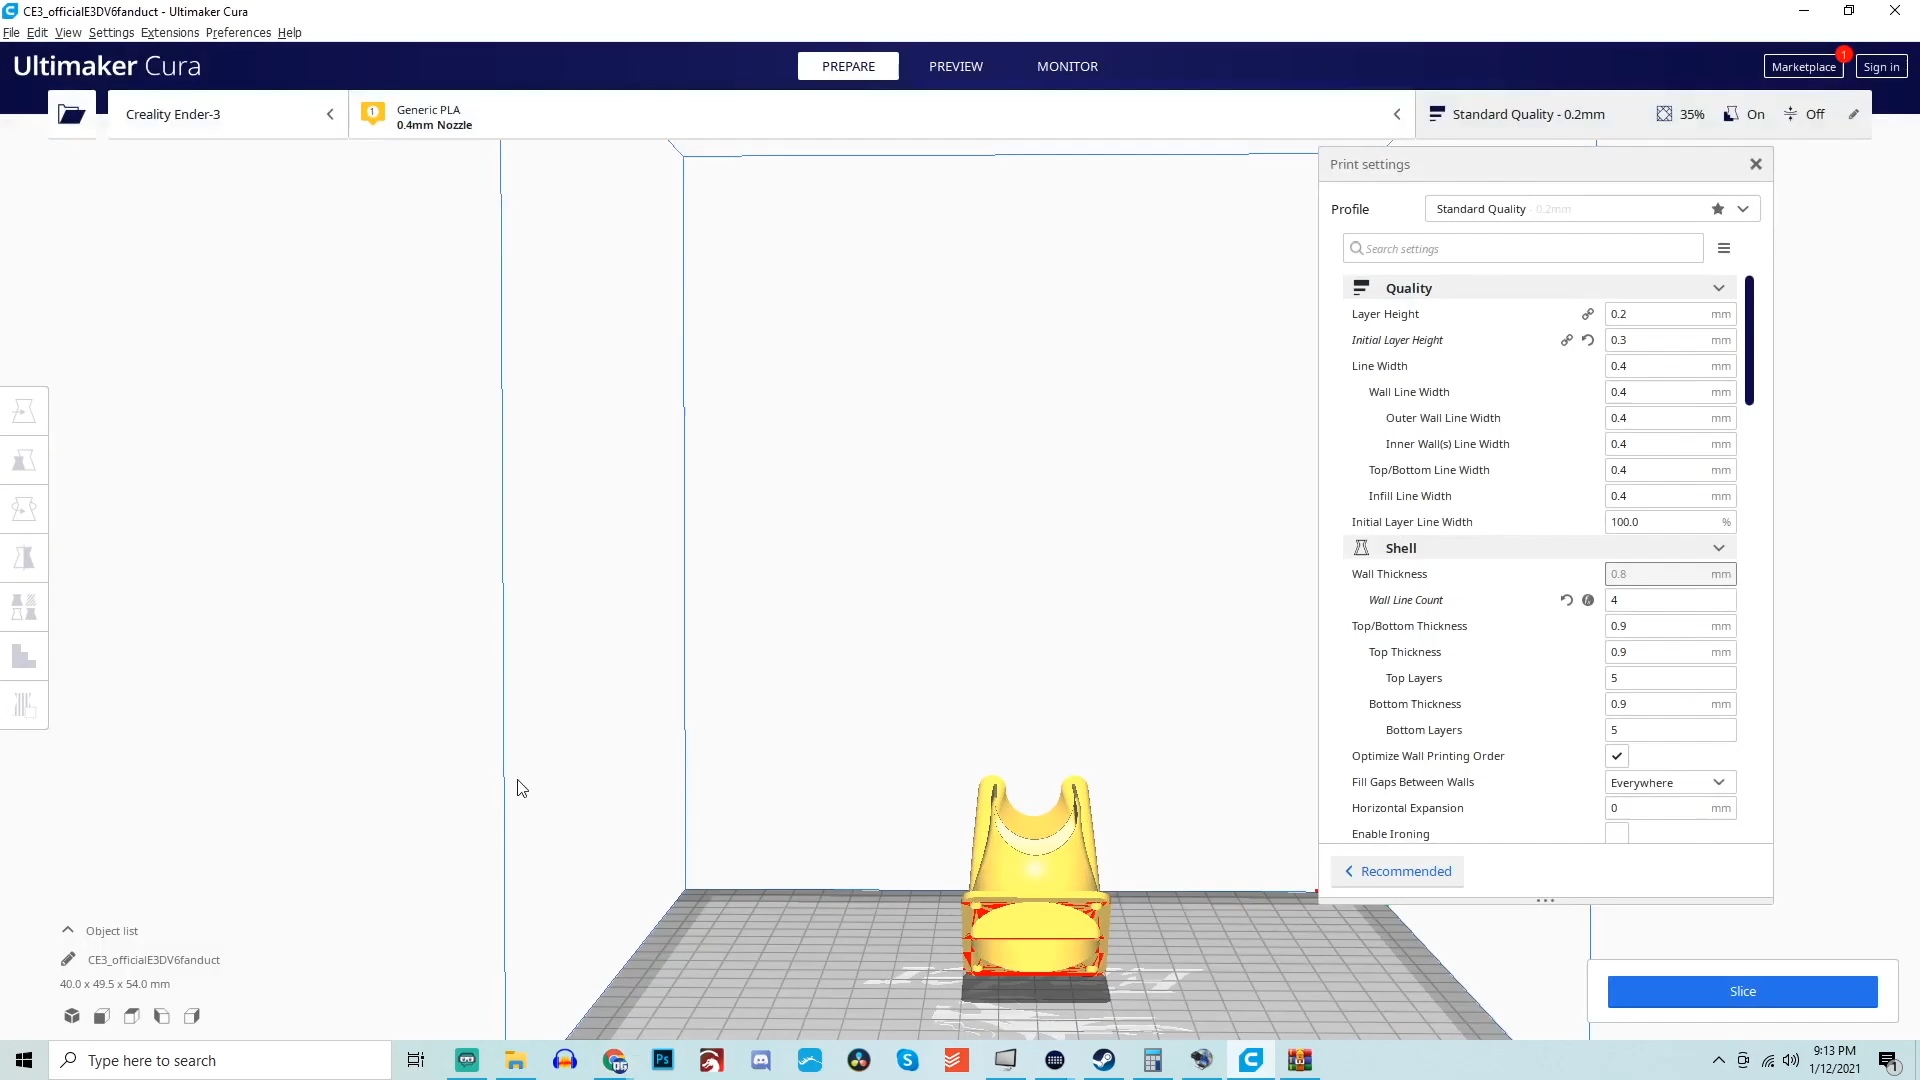 CE3_officialE3DV6fanduct - Ultimaker Cura
File Edit View Settings Extensions Preferences Help
Ultimaker Cura
PREPARE
PREVIEW
MONITOR
Marketplace
1
Sign in
Creality Ender-3
1
Generic PLA
0.4mm Nozzle
Standard Quality - 0.2mm
35%
On
Off
Print settings
Profile
Standard Quality - 0.2mm
Search settings
Quality
Layer Height 0.2 mm
Initial Layer Height 0.3 mm
Line Width 0.4 mm
Wall Line Width 0.4 mm
Outer Wall Line Width 0.4 mm
Inner Wall(s) Line Width 0.4 mm
Top/Bottom Line Width 0.4 mm
Infill Line Width 0.4 mm
Initial Layer Line Width 100.0 %
Shell
Wall Thickness 0.8 mm
Wall Line Count 4
Top/Bottom Thickness 0.9 mm
Top Thickness 0.9 mm
Top Layers 5
Bottom Thickness 0.9 mm
Bottom Layers 5
Optimize Wall Printing Order
Fill Gaps Between Walls Everywhere
Horizontal Expansion 0 mm
Enable Ironing
Recommended
Object list
CE3_officialE3DV6fanduct
40.0 x 49.5 x 54.0 mm
Slice
Type here to search
Ps
9:13 PM
1/12/2021
1